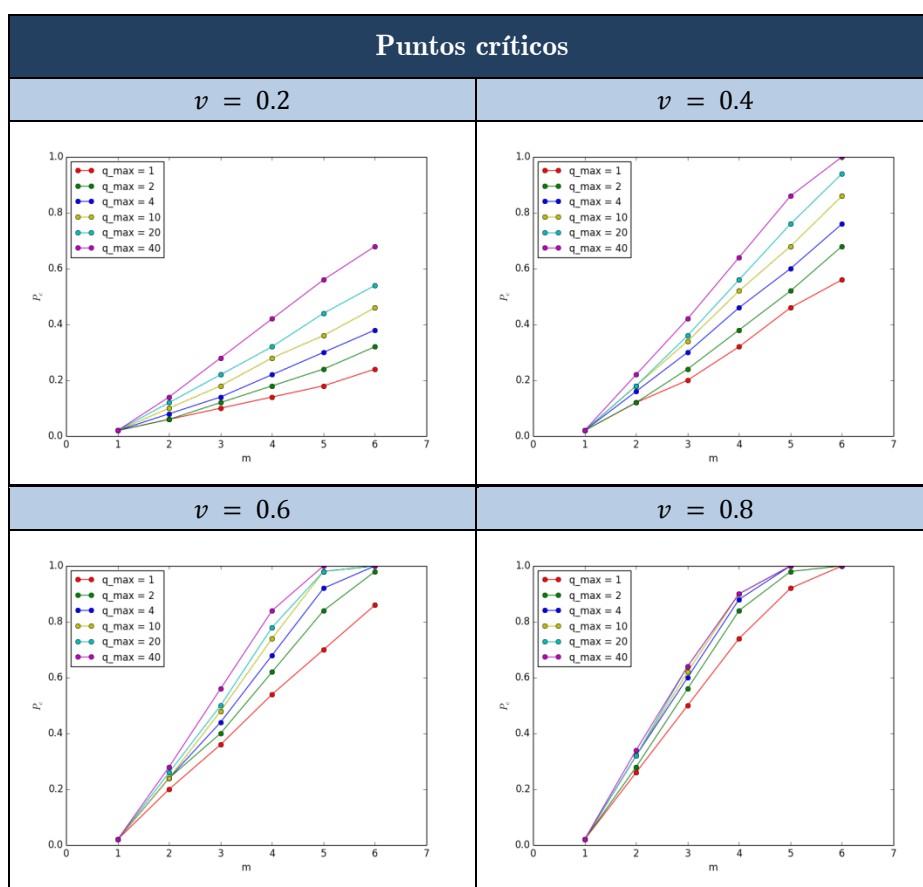 Puntos críticos
v = 0.2
v = 0.4
1.0
0.8
0.6
0.4
0.2
0.0
P_c
q_max = 1
q_max = 2
q_max = 4
q_max = 10
q_max = 20
q_max = 40
0 1 2 3 4 5 6 7
m
1.0
0.8
0.6
0.4
0.2
0.0
P_c
q_max = 1
q_max = 2
q_max = 4
q_max = 10
q_max = 20
q_max = 40
0 1 2 3 4 5 6 7
m
v = 0.6
v = 0.8
1.0
0.8
0.6
0.4
0.2
0.0
P_c
q_max = 1
q_max = 2
q_max = 4
q_max = 10
q_max = 20
q_max = 40
0 1 2 3 4 5 6 7
m
1.0
0.8
0.6
0.4
0.2
0.0
P_c
q_max = 1
q_max = 2
q_max = 4
q_max = 10
q_max = 20
q_max = 40
0 1 2 3 4 5 6 7
m